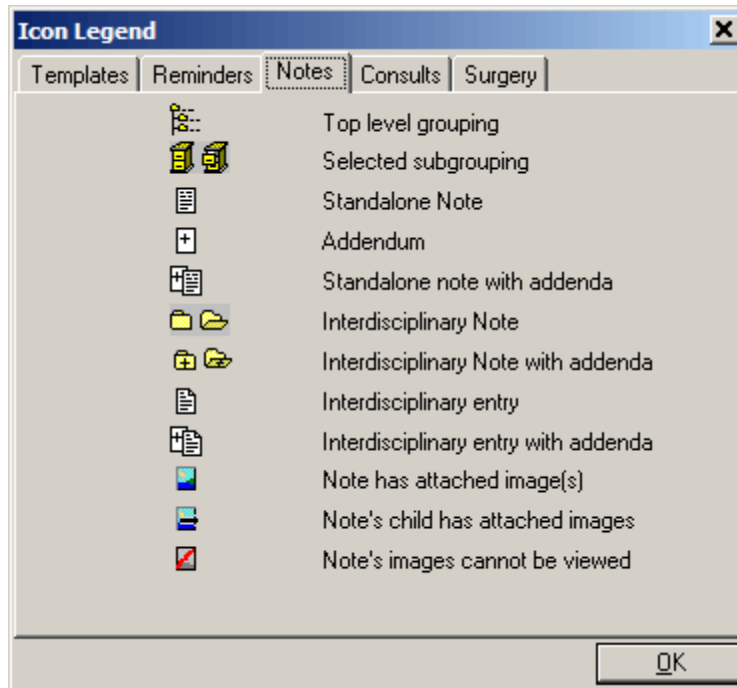 Icon Legend
Templates Reminders Notes Consults Surgery
Top level grouping
Selected subgrouping
Standalone Note
Addendum
Standalone note with addenda
Interdisciplinary Note
Interdisciplinary Note with addenda
Interdisciplinary entry
Interdisciplinary entry with addenda
Note has attached image(s)
Note's child has attached images
Note's images cannot be viewed
OK